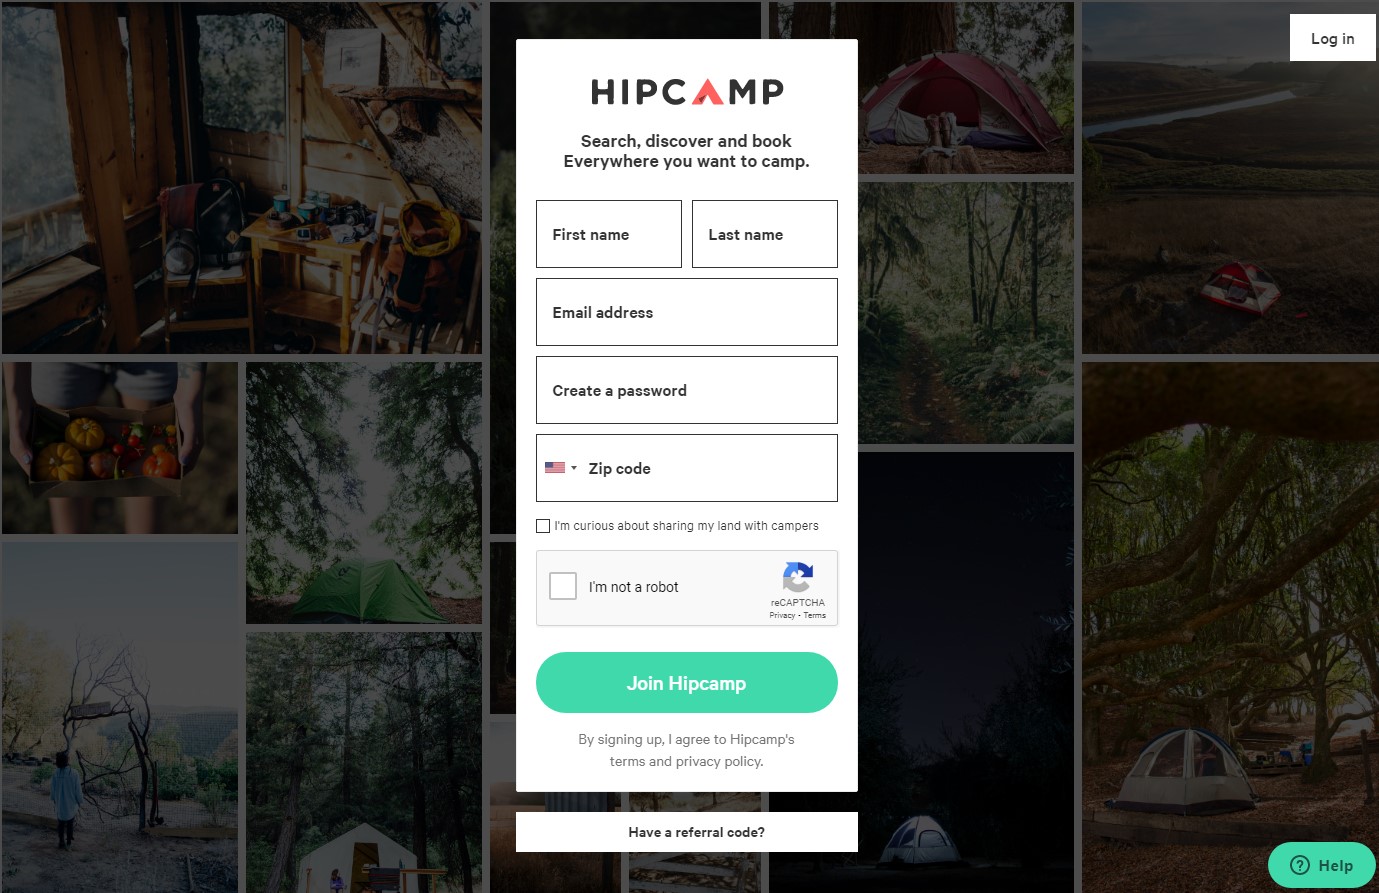 Log in
HIPCAMP
Search, discover and book
Everywhere you want to camp.
First name
Last name
Email address
Create a password
Zip code
I'm curious about sharing my land with campers
I'm not a robot
reCAPTCHA
Privacy - Terms
Join Hipcamp
By signing up, I agree to Hipcamp's
terms and privacy policy.
Have a referral code?
Help